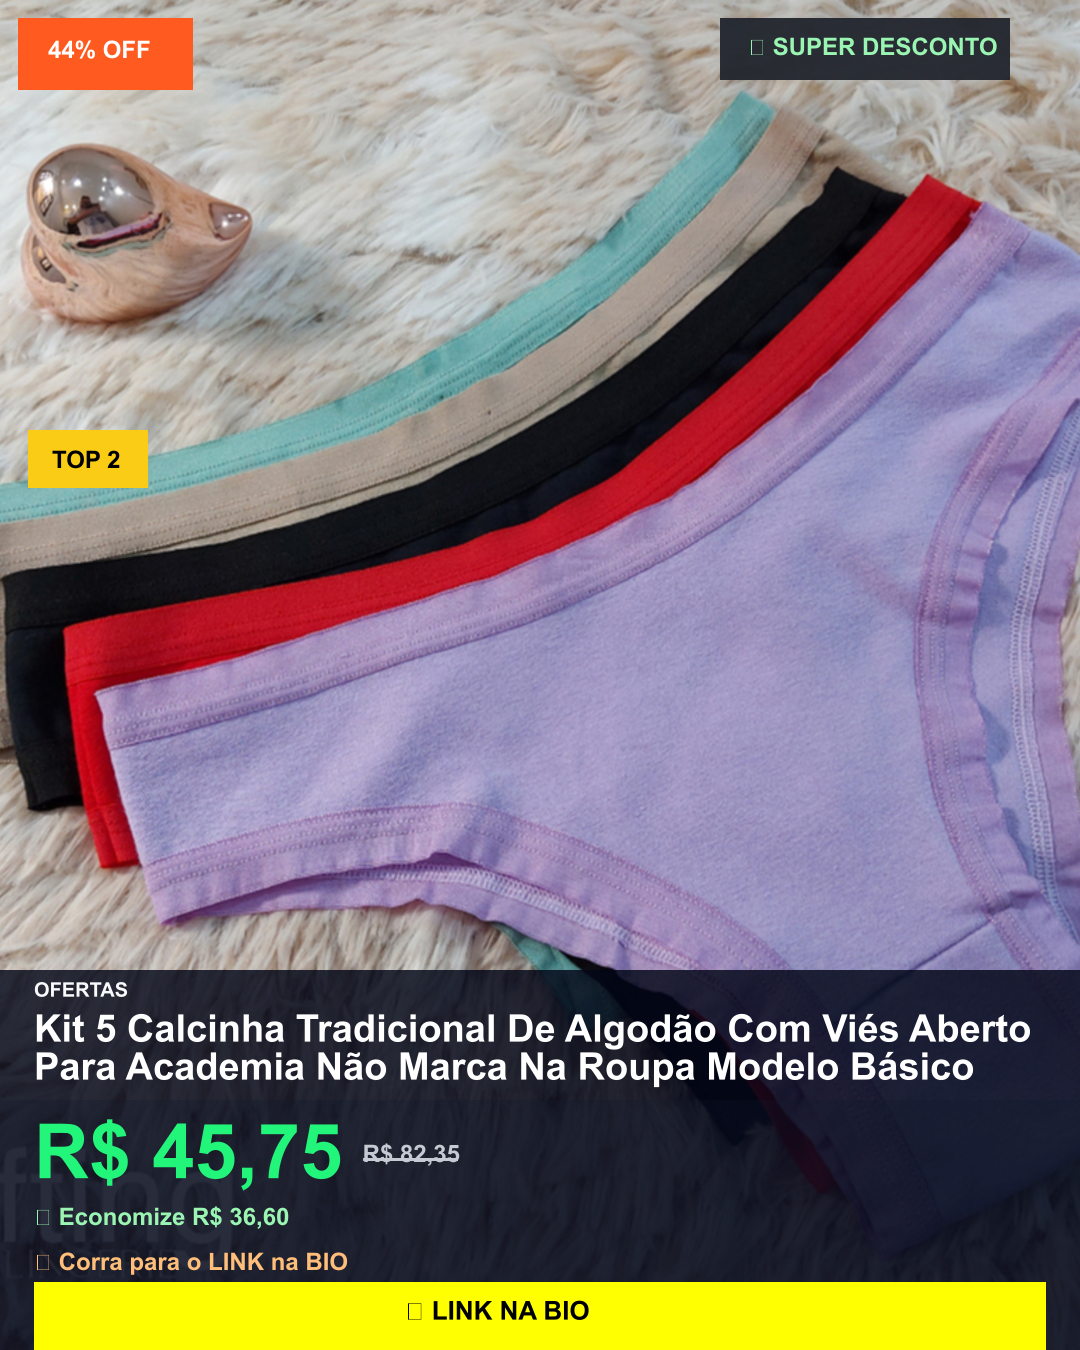 44% OFF
SUPER DESCONTO
TOP 2
OFERTAS
Kit 5 Calcinha Tradicional De Algodão Com Viés Aberto
Para Academia Não Marca Na Roupa Modelo Básico
R$ 45,75 R$ 82,35
Economize R$ 36,60
Corra para o LINK na BIO
LINK NA BIO